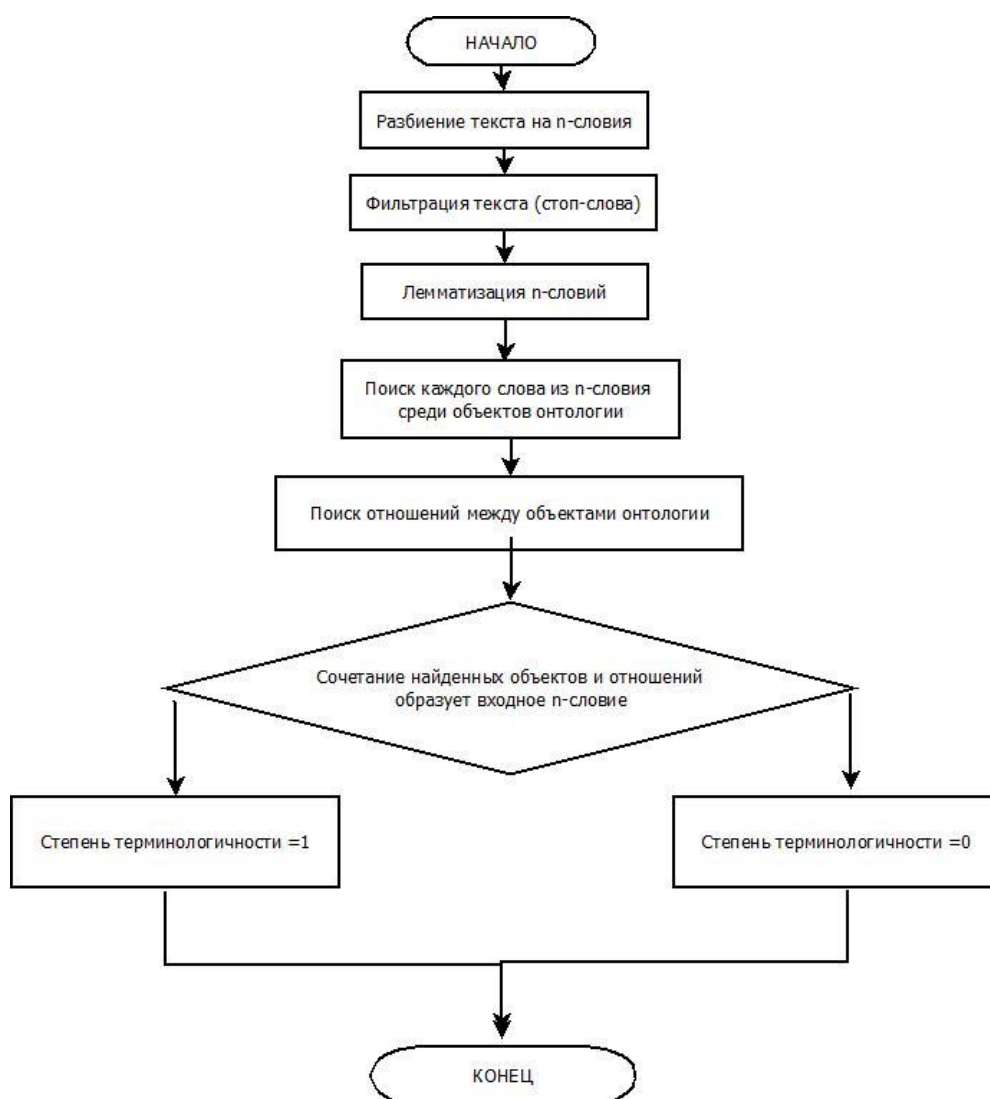 НАЧАЛО
Разбиение текста на n-словия
Фильтрация текста (стоп-слова)
Лемматизация n-словий
Поиск каждого слова из n-словия
среди объектов онтологии
Поиск отношений между объектами онтологии
Сочетание найденных объектов и отношений
образует входное n-словие
Степень терминологичности =1
Степень терминологичности =0
КОНЕЦ